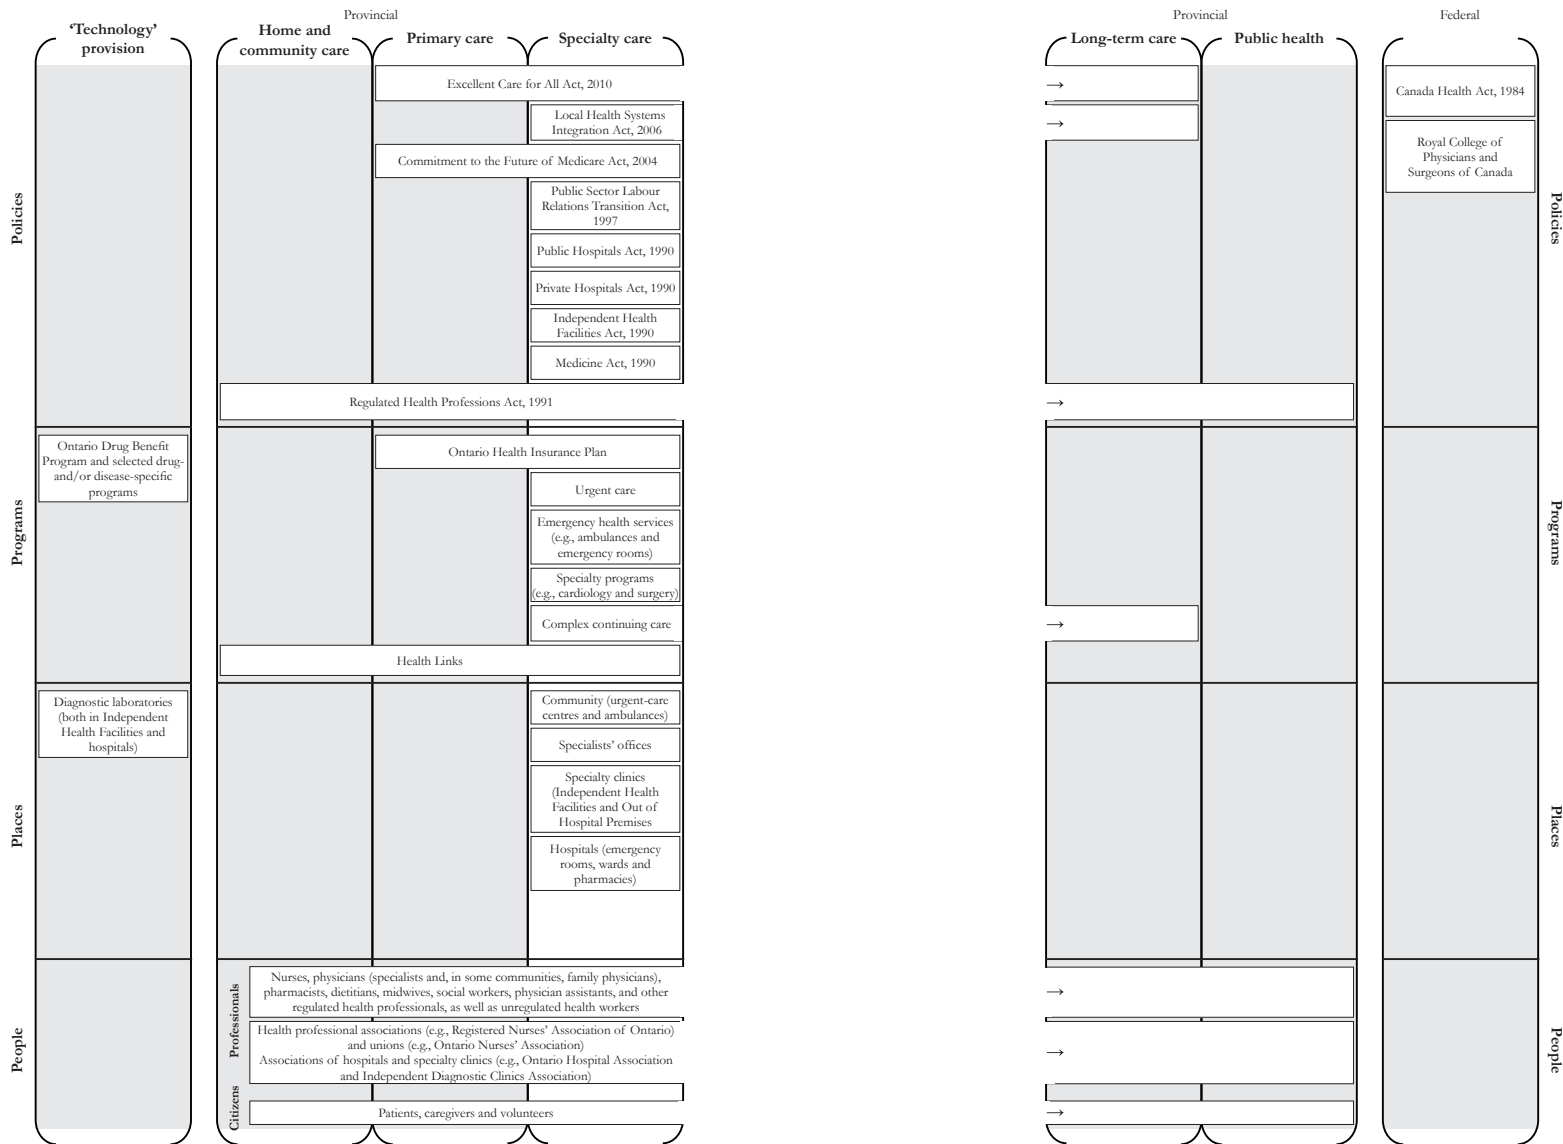 Provincial
Provincial
Federal
‘Technology’
provision
Home and
community care
Primary care
Specialty care
Long-term care
Public health
Policies
Excellent Care for All Act, 2010
→
Canada Health Act, 1984
Policies
Local Health Systems
Integration Act, 2006
→
Royal College of
Physicians and
Surgeons of Canada
Commitment to the Future of Medicare Act, 2004
Public Sector Labour
Relations Transition Act,
1997
Public Hospitals Act, 1990
Private Hospitals Act, 1990
Independent Health
Facilities Act, 1990
Medicine Act, 1990
Regulated Health Professions Act, 1991
→
Programs
Ontario Drug Benefit
Program and selected drug-
and/or disease-specific
programs
Ontario Health Insurance Plan
Programs
Urgent care
Emergency health services
(e.g., ambulances and
emergency rooms)
Specialty programs
(e.g., cardiology and surgery)
Complex continuing care
→
Health Links
Places
Diagnostic laboratories
(both in Independent
Health Facilities and
hospitals)
Community (urgent-care
centres and ambulances)
Places
Specialists’ offices
Specialty clinics
(Independent Health
Facilities and Out of
Hospital Premises
Hospitals (emergency
rooms, wards and
pharmacies)
People
Professionals
Nurses, physicians (specialists and, in some communities, family physicians),
pharmacists, dietitians, midwives, social workers, physician assistants, and other
regulated health professionals, as well as unregulated health workers
→
People
Health professional associations (e.g., Registered Nurses’ Association of Ontario)
and unions (e.g., Ontario Nurses’ Association)
Associations of hospitals and specialty clinics (e.g., Ontario Hospital Association
and Independent Diagnostic Clinics Association)
→
Citizens
Patients, caregivers and volunteers
→